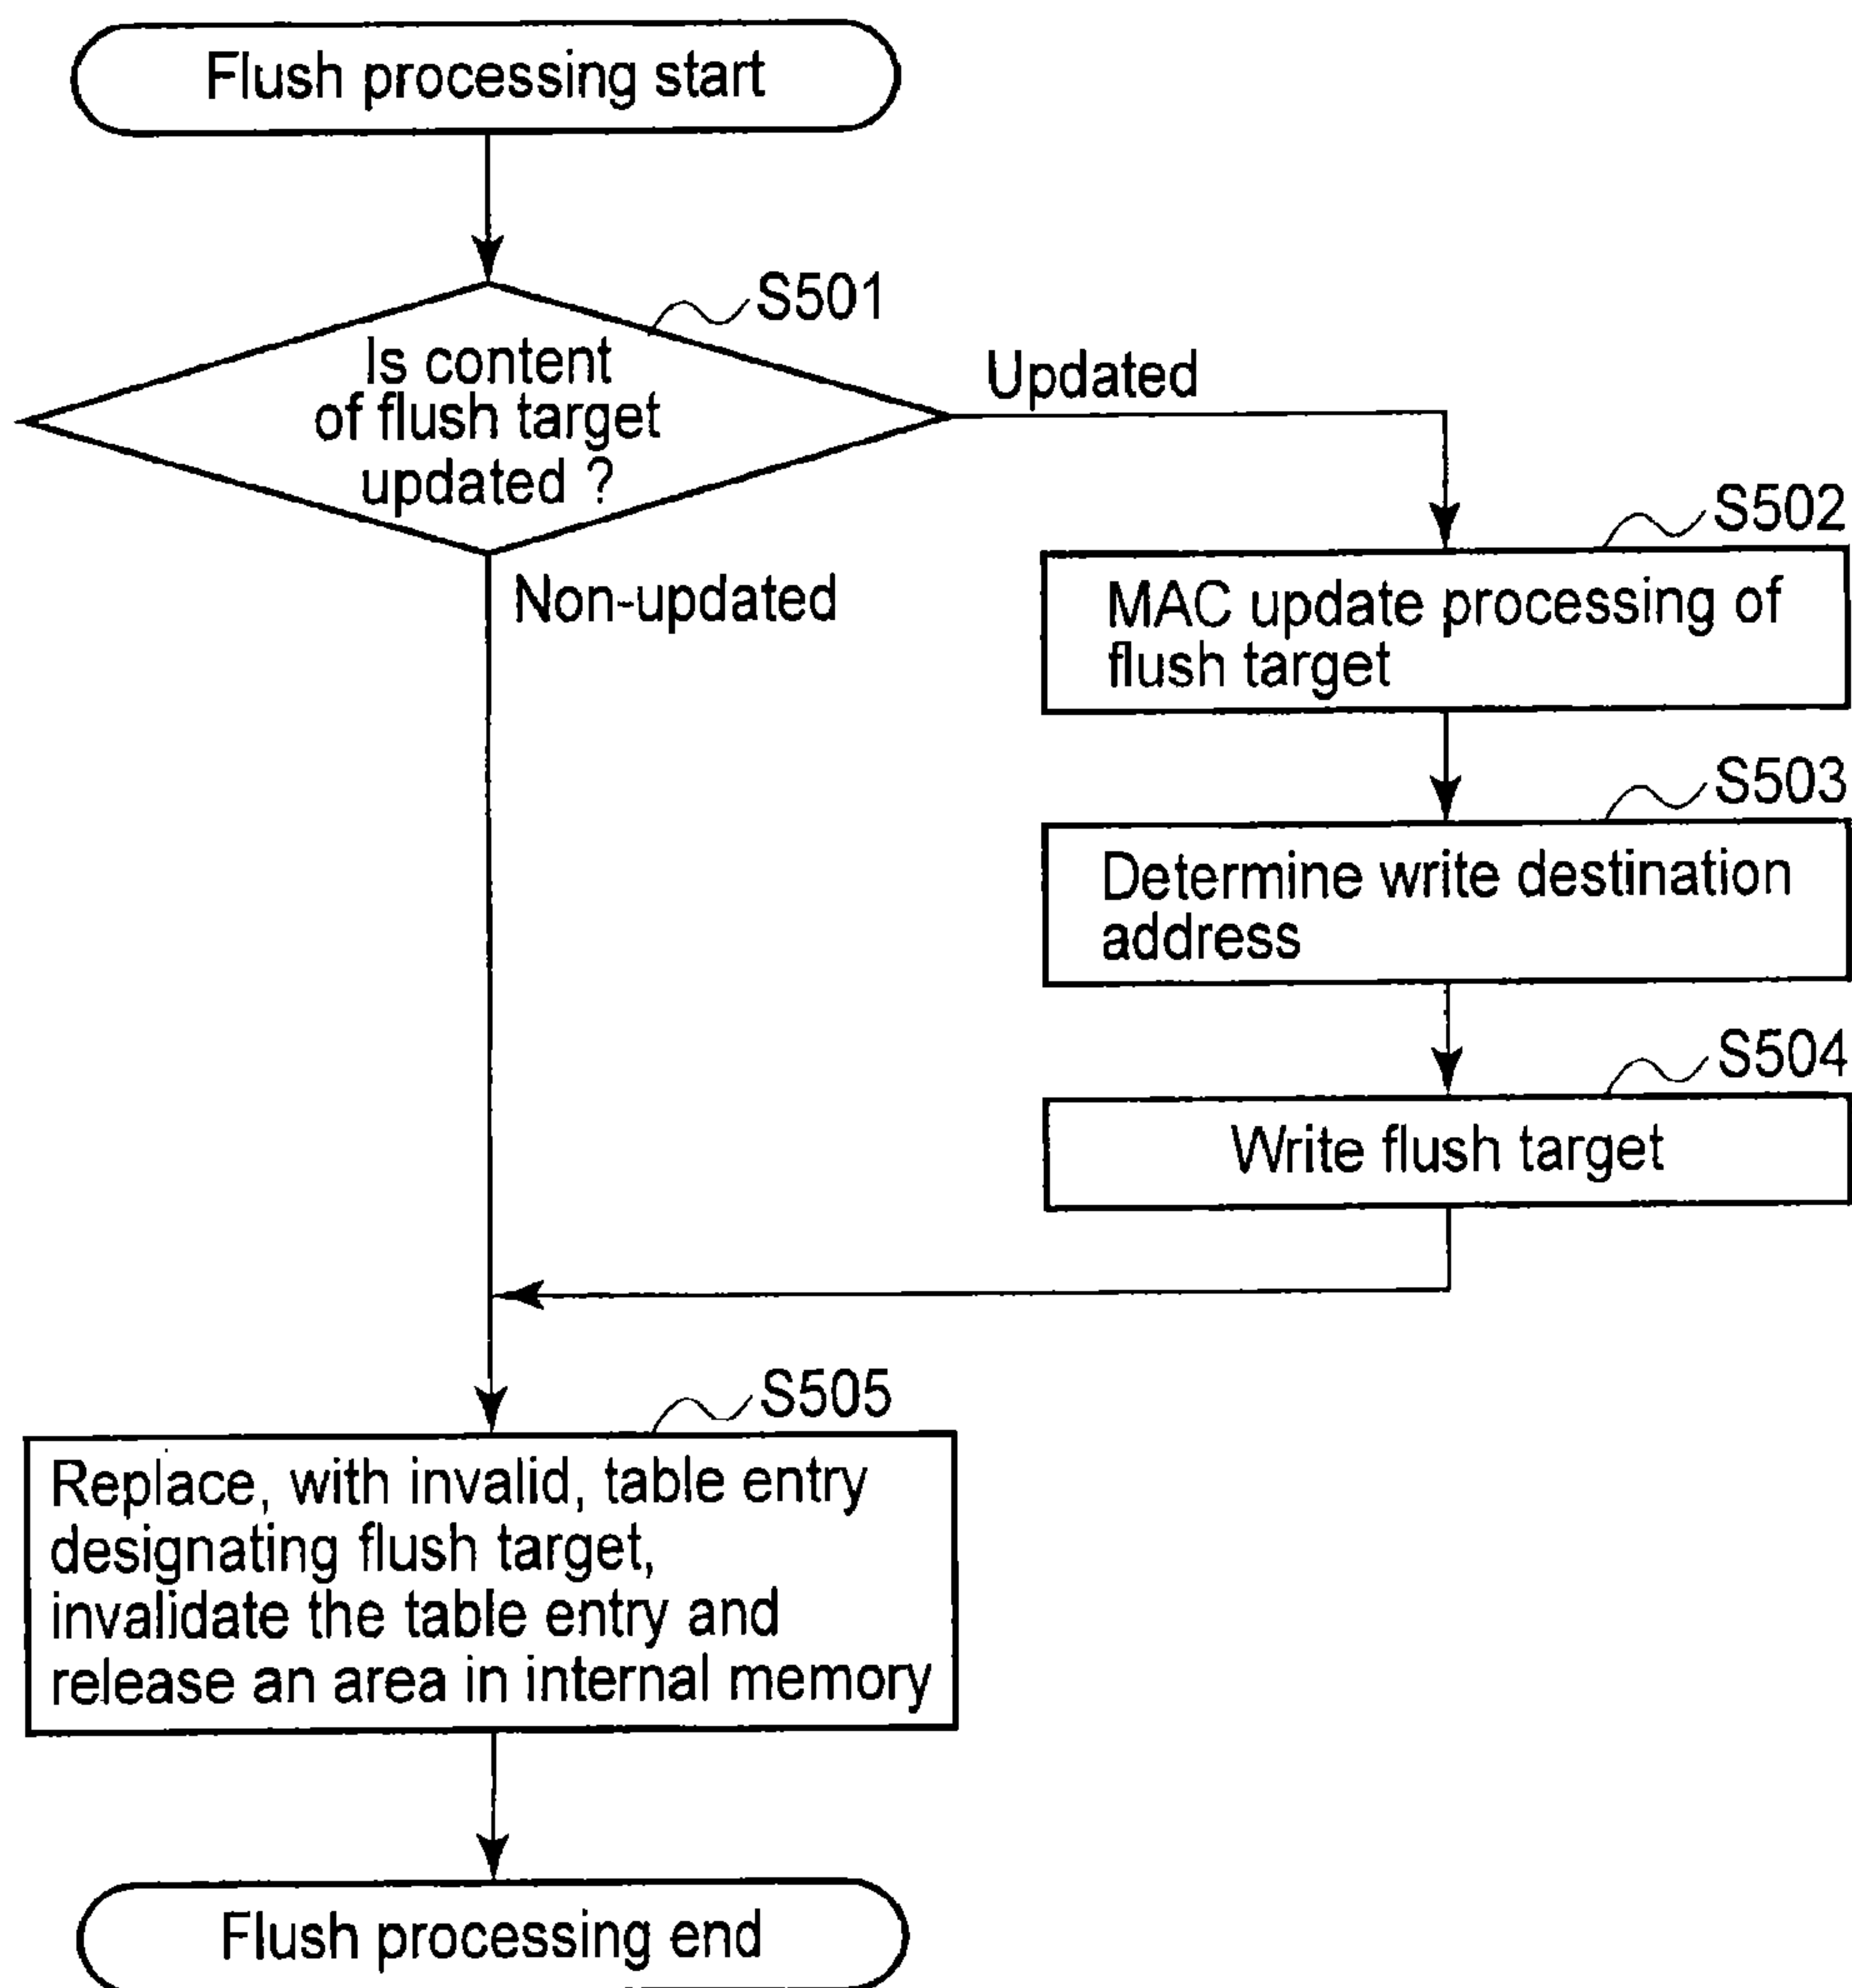 Flush processing start
S501
Is content
of flush target
updated ?
Updated
Non-updated
S502
MAC update processing of
flush target
S503
Determine write destination
address
S504
Write flush target
S505
Replace, with invalid, table entry
designating flush target,
invalidate the table entry and
release an area in internal memory
Flush processing end